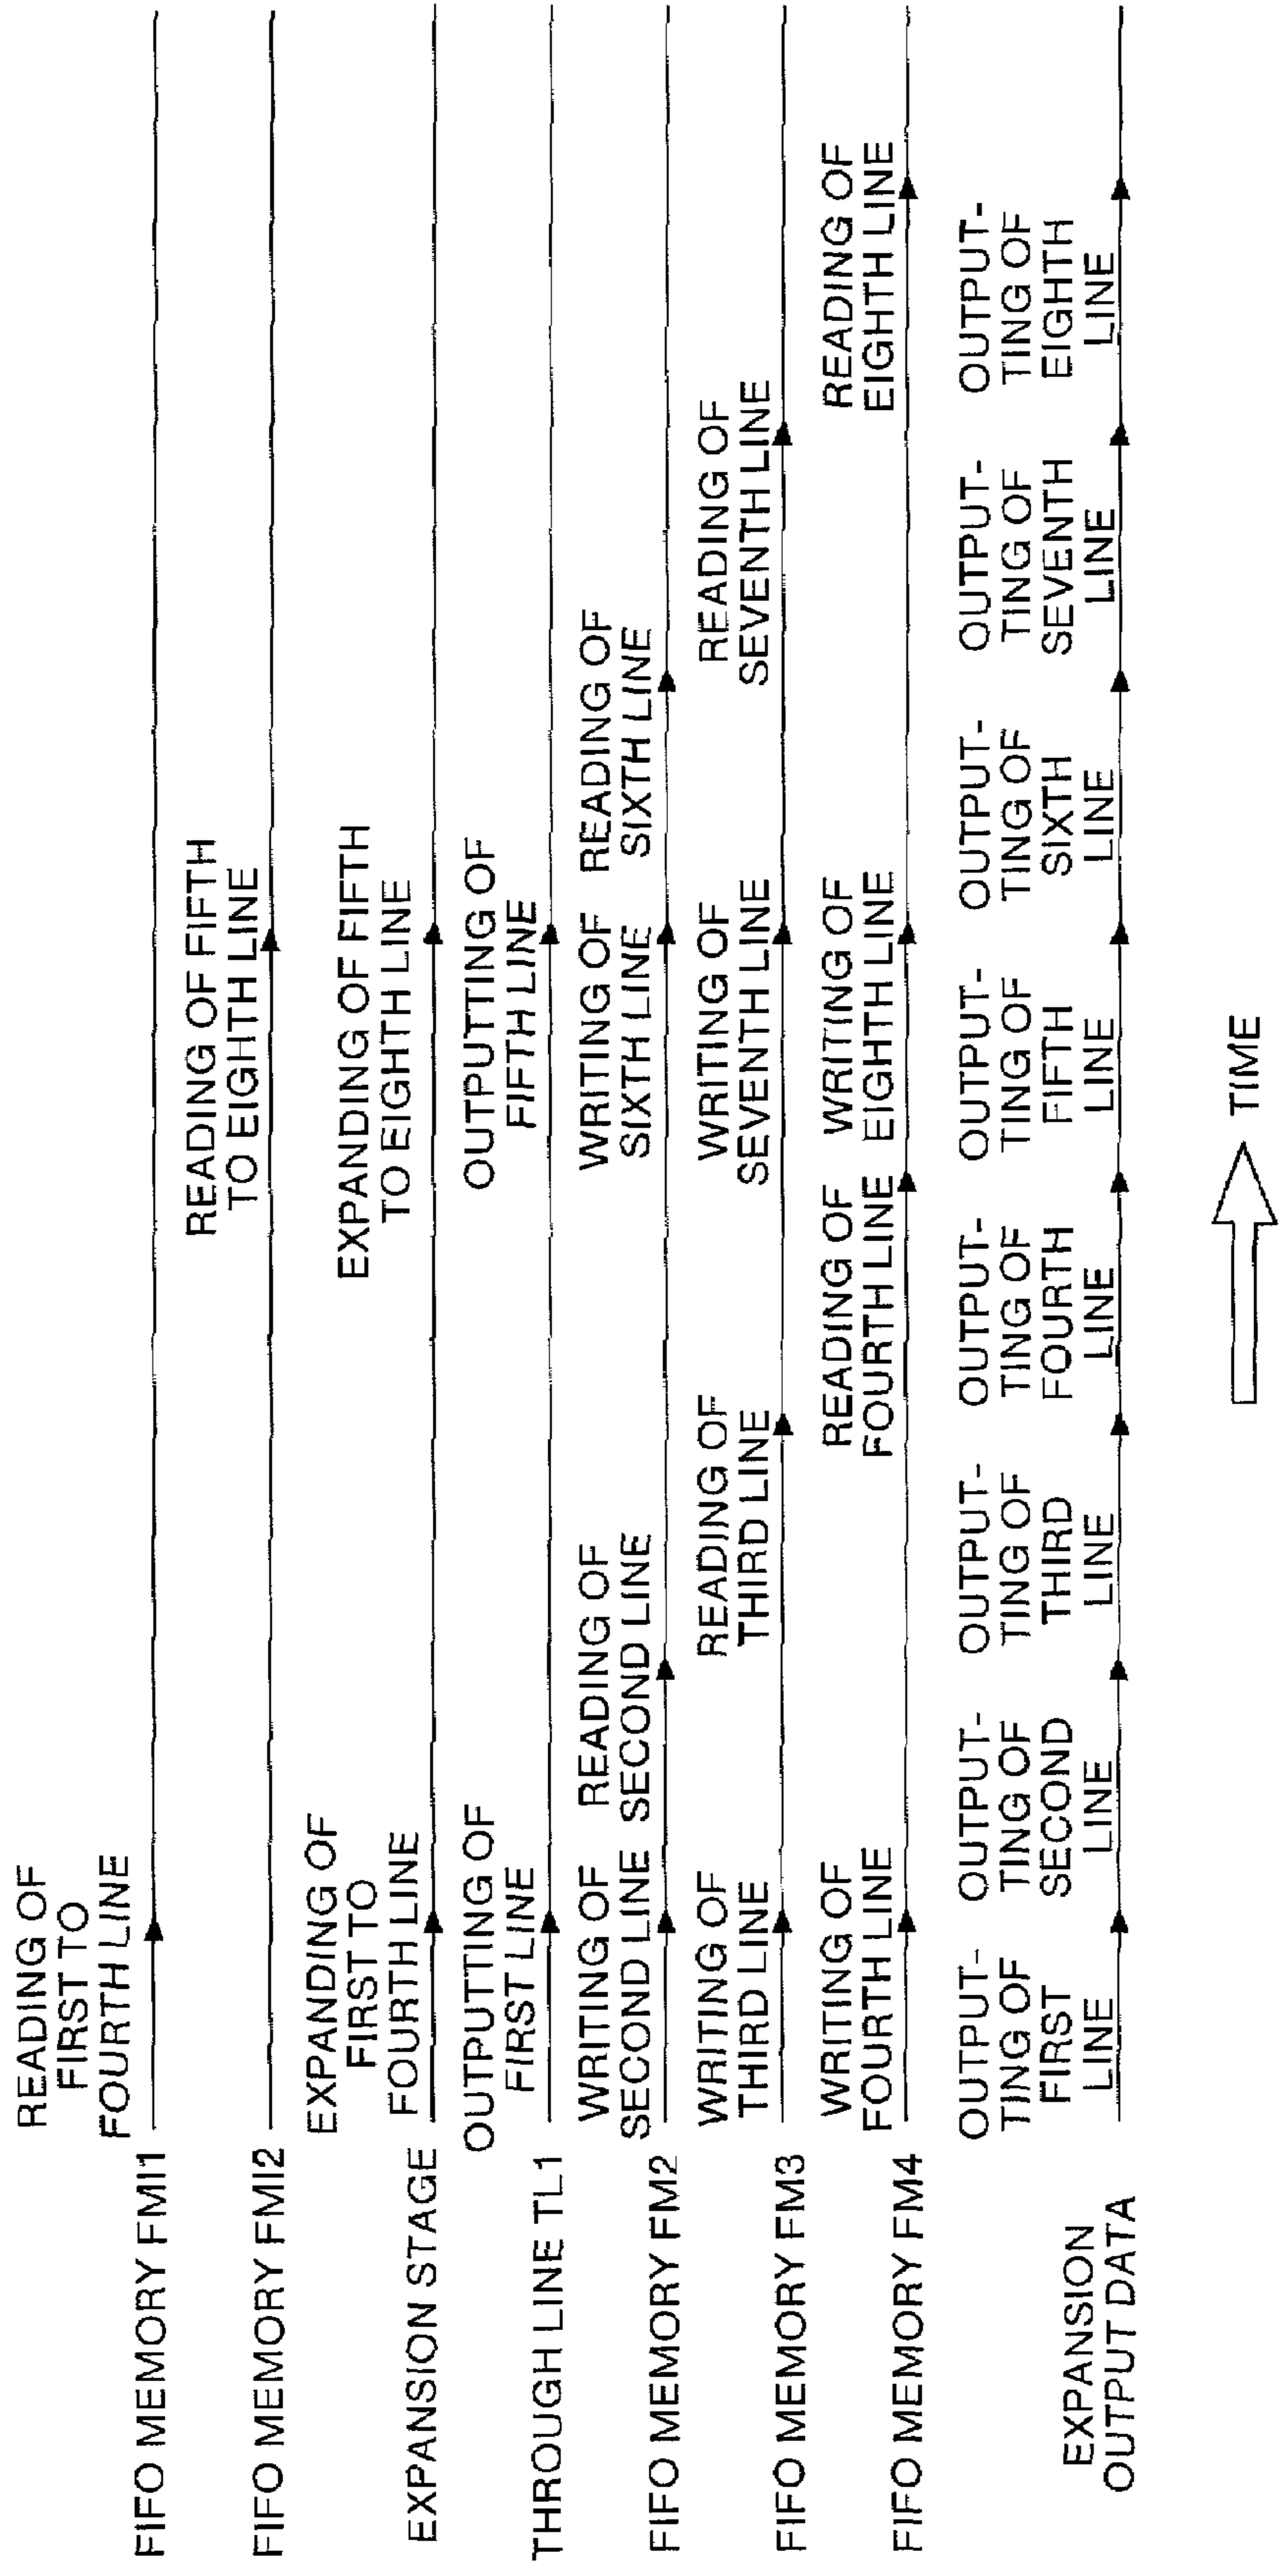 READING OF
FIRST TO
FOURTH LINE
FIFO MEMORY FMI1
READING OF FIFTH
TO EIGHTH LINE
FIFO MEMORY FMI2
EXPANDING OF
FIRST TO
FOURTH LINE
EXPANDING OF FIFTH
TO EIGHTH LINE
EXPANSION STAGE
OUTPUTTING OF
FIRST LINE
OUTPUTTING OF
FIFTH LINE
THROUGH LINE TL1
WRITING OF
SECOND LINE
READING OF
SECOND LINE
WRITING OF
SIXTH LINE
READING OF
SIXTH LINE
FIFO MEMORY FM2
WRITING OF
THIRD LINE
READING OF
THIRD LINE
WRITING OF
SEVENTH LINE
READING OF
SEVENTH LINE
FIFO MEMORY FM3
WRITING OF
FOURTH LINE
READING OF
FOURTH LINE
WRITING OF
EIGHTH LINE
READING OF
EIGHTH LINE
FIFO MEMORY FM4
OUTPUT-
TING OF
FIRST
LINE
OUTPUT-
TING OF
SECOND
LINE
OUTPUT-
TING OF
THIRD
LINE
OUTPUT-
TING OF
FOURTH
LINE
OUTPUT-
TING OF
FIFTH
LINE
OUTPUT-
TING OF
SIXTH
LINE
OUTPUT-
TING OF
SEVENTH
LINE
OUTPUT-
TING OF
EIGHTH
LINE
EXPANSION
OUTPUT DATA
TIME